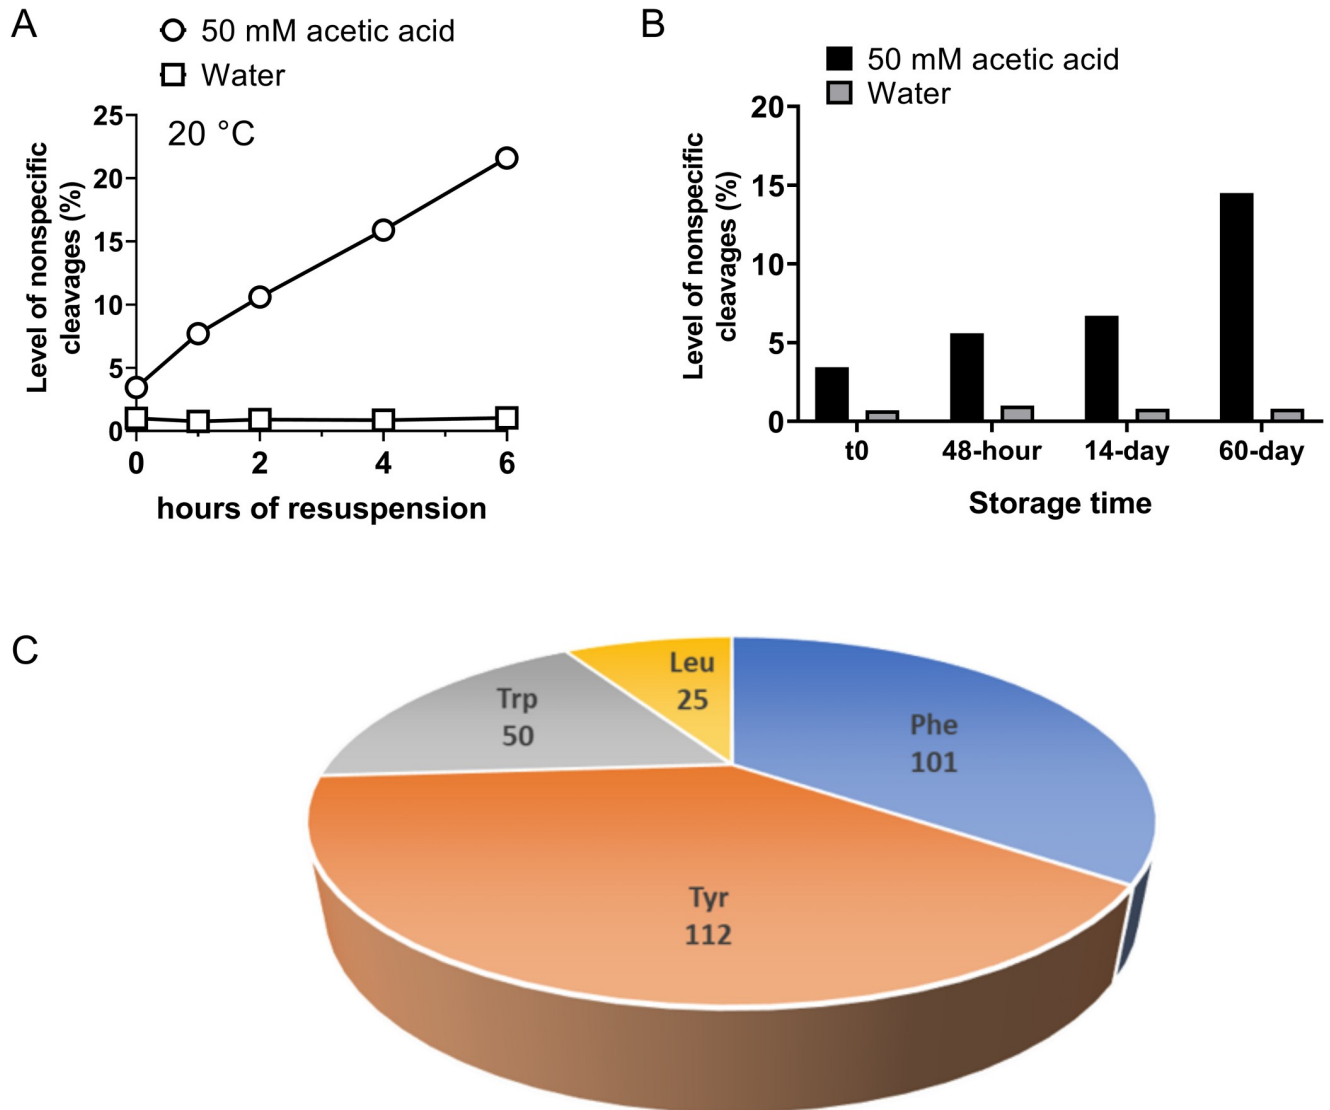 A
50 mM acetic acid
Water
20 °C
25
20
15
10
5
0
Level of nonspecific
cleavages (%)
0 2 4 6
hours of resuspension
B
50 mM acetic acid
Water
20
15
10
5
0
Level of nonspecific
cleavages (%)
t0 48-hour 14-day 60-day
Storage time
C
Leu
25
Trp
50
Phe
101
Tyr
112